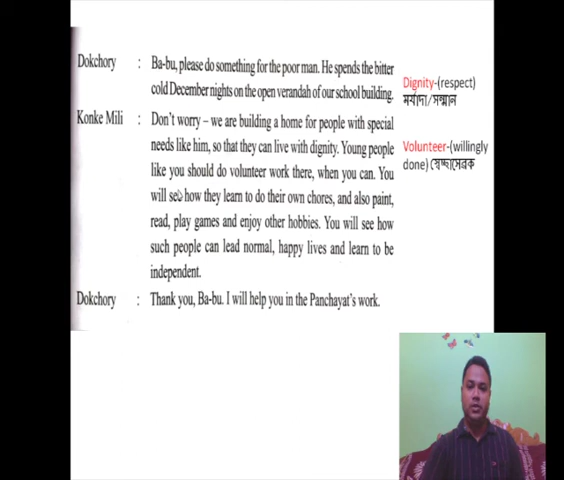 Dokchory : Ba-bu, please do something for the poor man. He spends the bitter
cold December nights on the open verandah of our school building.
Konke Mili : Don't worry – we are building a home for people with special
needs like him, so that they can live with dignity. Young people
like you should do volunteer work there, when you can. You
will see how they learn to do their own chores, and also paint,
read, play games and enjoy other hobbies. You will see how
such people can lead normal, happy lives and learn to be
independent.
Dokchory : Thank you, Ba-bu. I will help you in the Panchayat's work.
Dignity-(respect)
মৰ্যাদা/সন্মান
Volunteer-(willingly
done) স্বেচ্ছাসেৱক